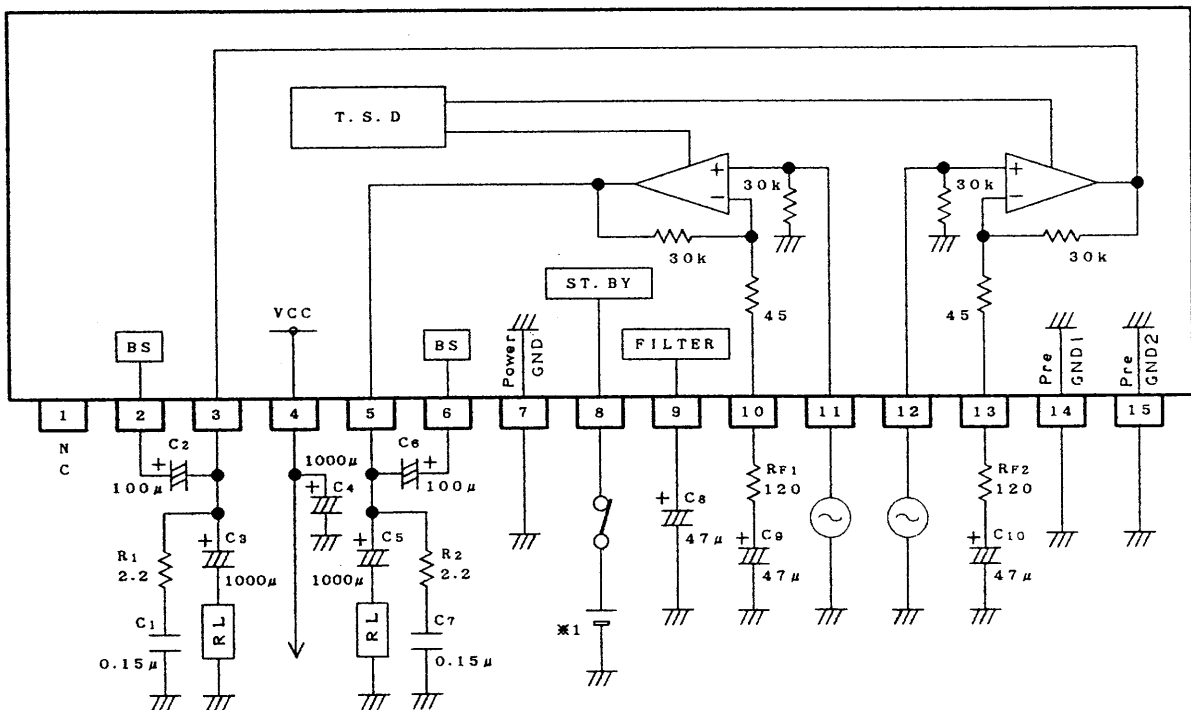 T.S.D
+
−
30k
30k
45
+
−
30k
30k
45
ST.BY
VCC
BS
BS
FILTER
Power
GND
Pre
GND1
Pre
GND2
1
2
3
4
5
6
7
8
9
10
11
12
13
14
15
N
C
C2
+
100μ
1000μ
+
C4
C6
+
100μ
R1
2.2
+
C3
1000μ
C1
0.15μ
RL
+
C5
1000μ
R2
2.2
RL
C7
0.15μ
※1
+
C8
47μ
RF1
120
+
C9
47μ
RF2
120
+
C10
47μ